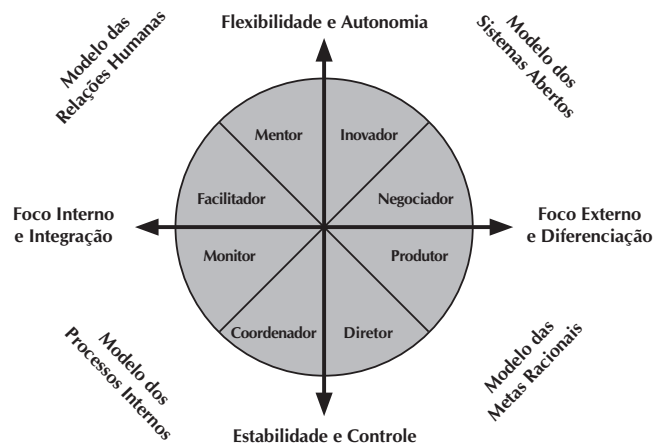 Flexibilidade e Autonomia
Modelo das
Relações Humanas
Modelo dos
Sistemas Abertos
Mentor
Inovador
Facilitador
Negociador
Foco Interno
e Integração
Foco Externo
e Diferenciação
Monitor
Produtor
Coordenador
Diretor
Modelo dos
Processos Internos
Modelo das
Metas Racionais
Estabilidade e Controle